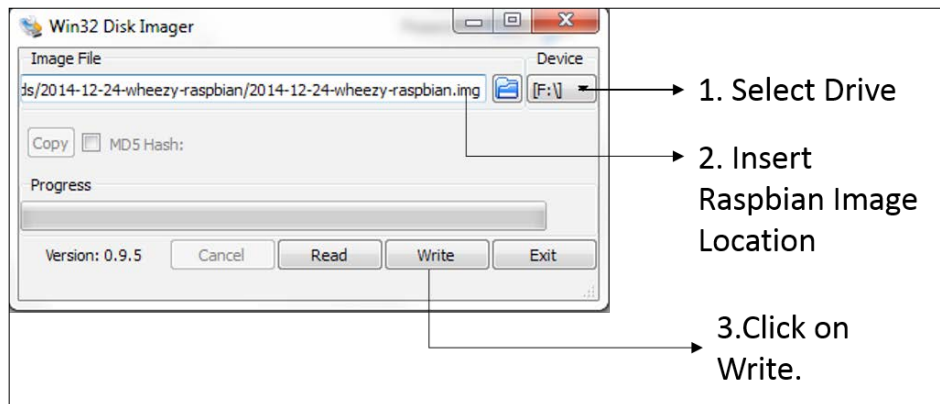 Win32 Disk Imager
Image File
Device
ds/2014-12-24-wheezy-raspbian/2014-12-24-wheezy-raspbian.img
[F:\]
1. Select Drive
Copy
MD5 Hash:
2. Insert
Raspbian Image
Location
Progress
Version: 0.9.5
Cancel
Read
Write
Exit
3.Click on
Write.